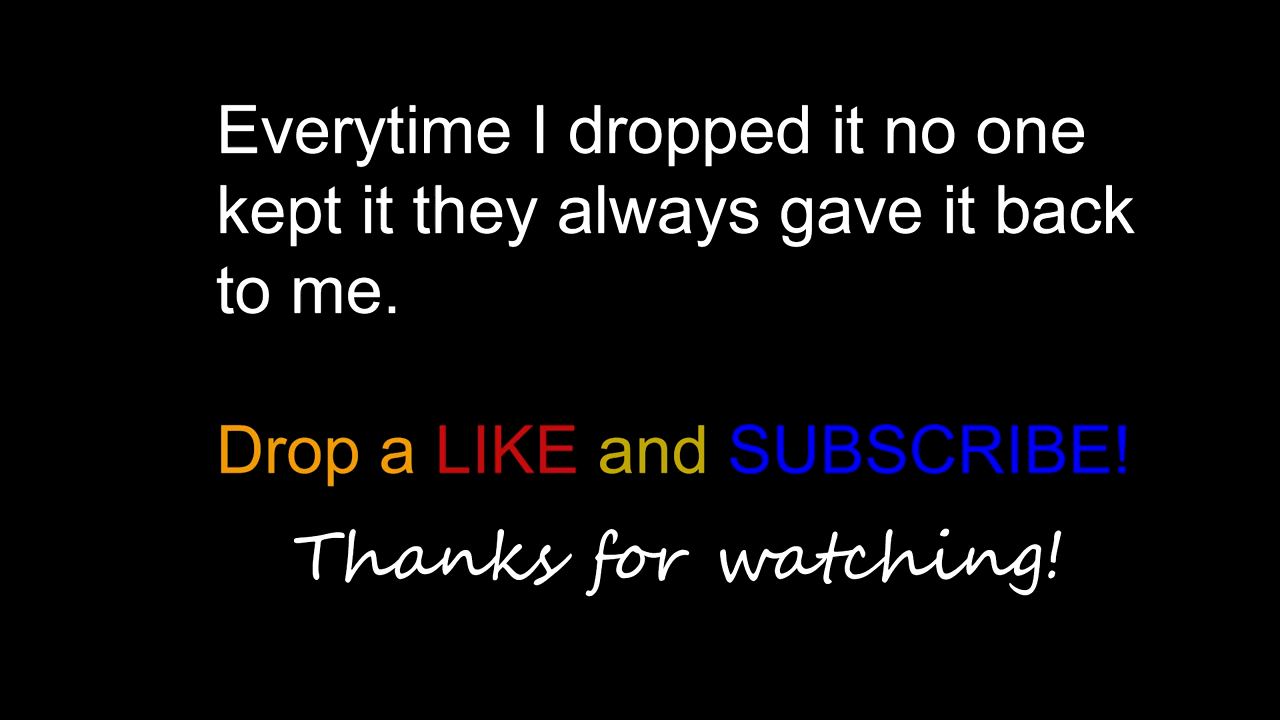 Everytime I dropped it no one
kept it they always gave it back
to me.
Drop a LIKE and SUBSCRIBE!
Thanks for watching!